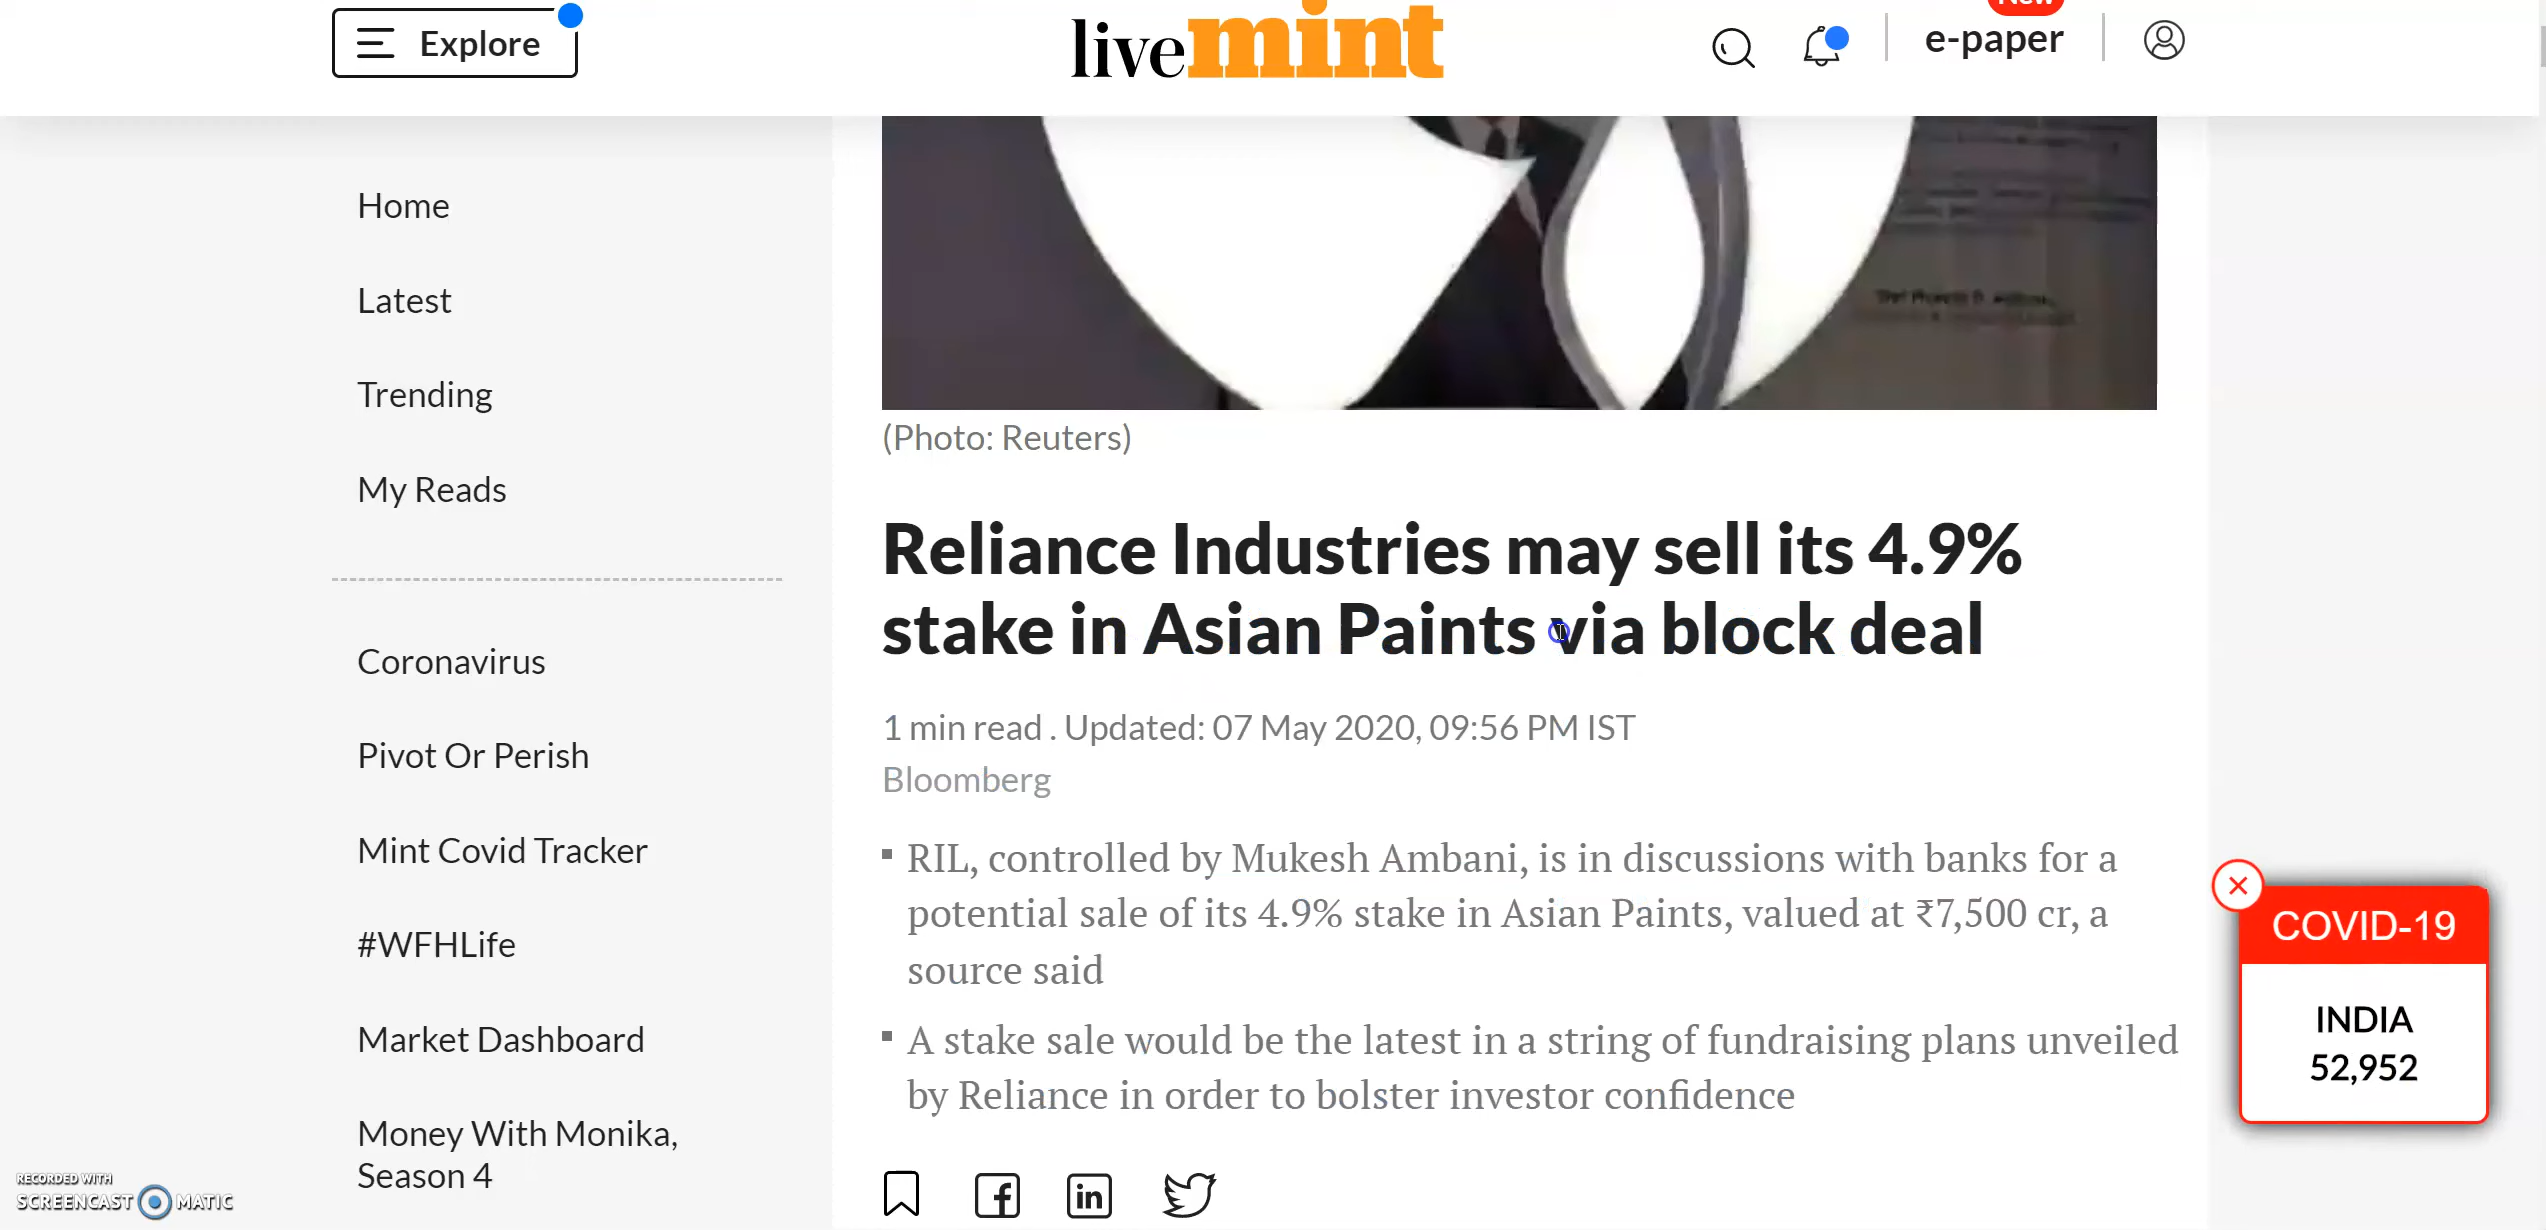 Explore
livemint
New
e-paper
Home
Latest
Trending
My Reads
Coronavirus
Pivot Or Perish
Mint Covid Tracker
#WFHLife
Market Dashboard
Money With Monika,
Season 4
(Photo: Reuters)
Reliance Industries may sell its 4.9%
stake in Asian Paints via block deal
1 min read . Updated: 07 May 2020, 09:56 PM IST
Bloomberg
▪ RIL, controlled by Mukesh Ambani, is in discussions with banks for a
potential sale of its 4.9% stake in Asian Paints, valued at ₹7,500 cr, a
source said
▪ A stake sale would be the latest in a string of fundraising plans unveiled
by Reliance in order to bolster investor confidence
COVID-19
INDIA
52,952
RECORDED WITH
SCREENCAST MATIC